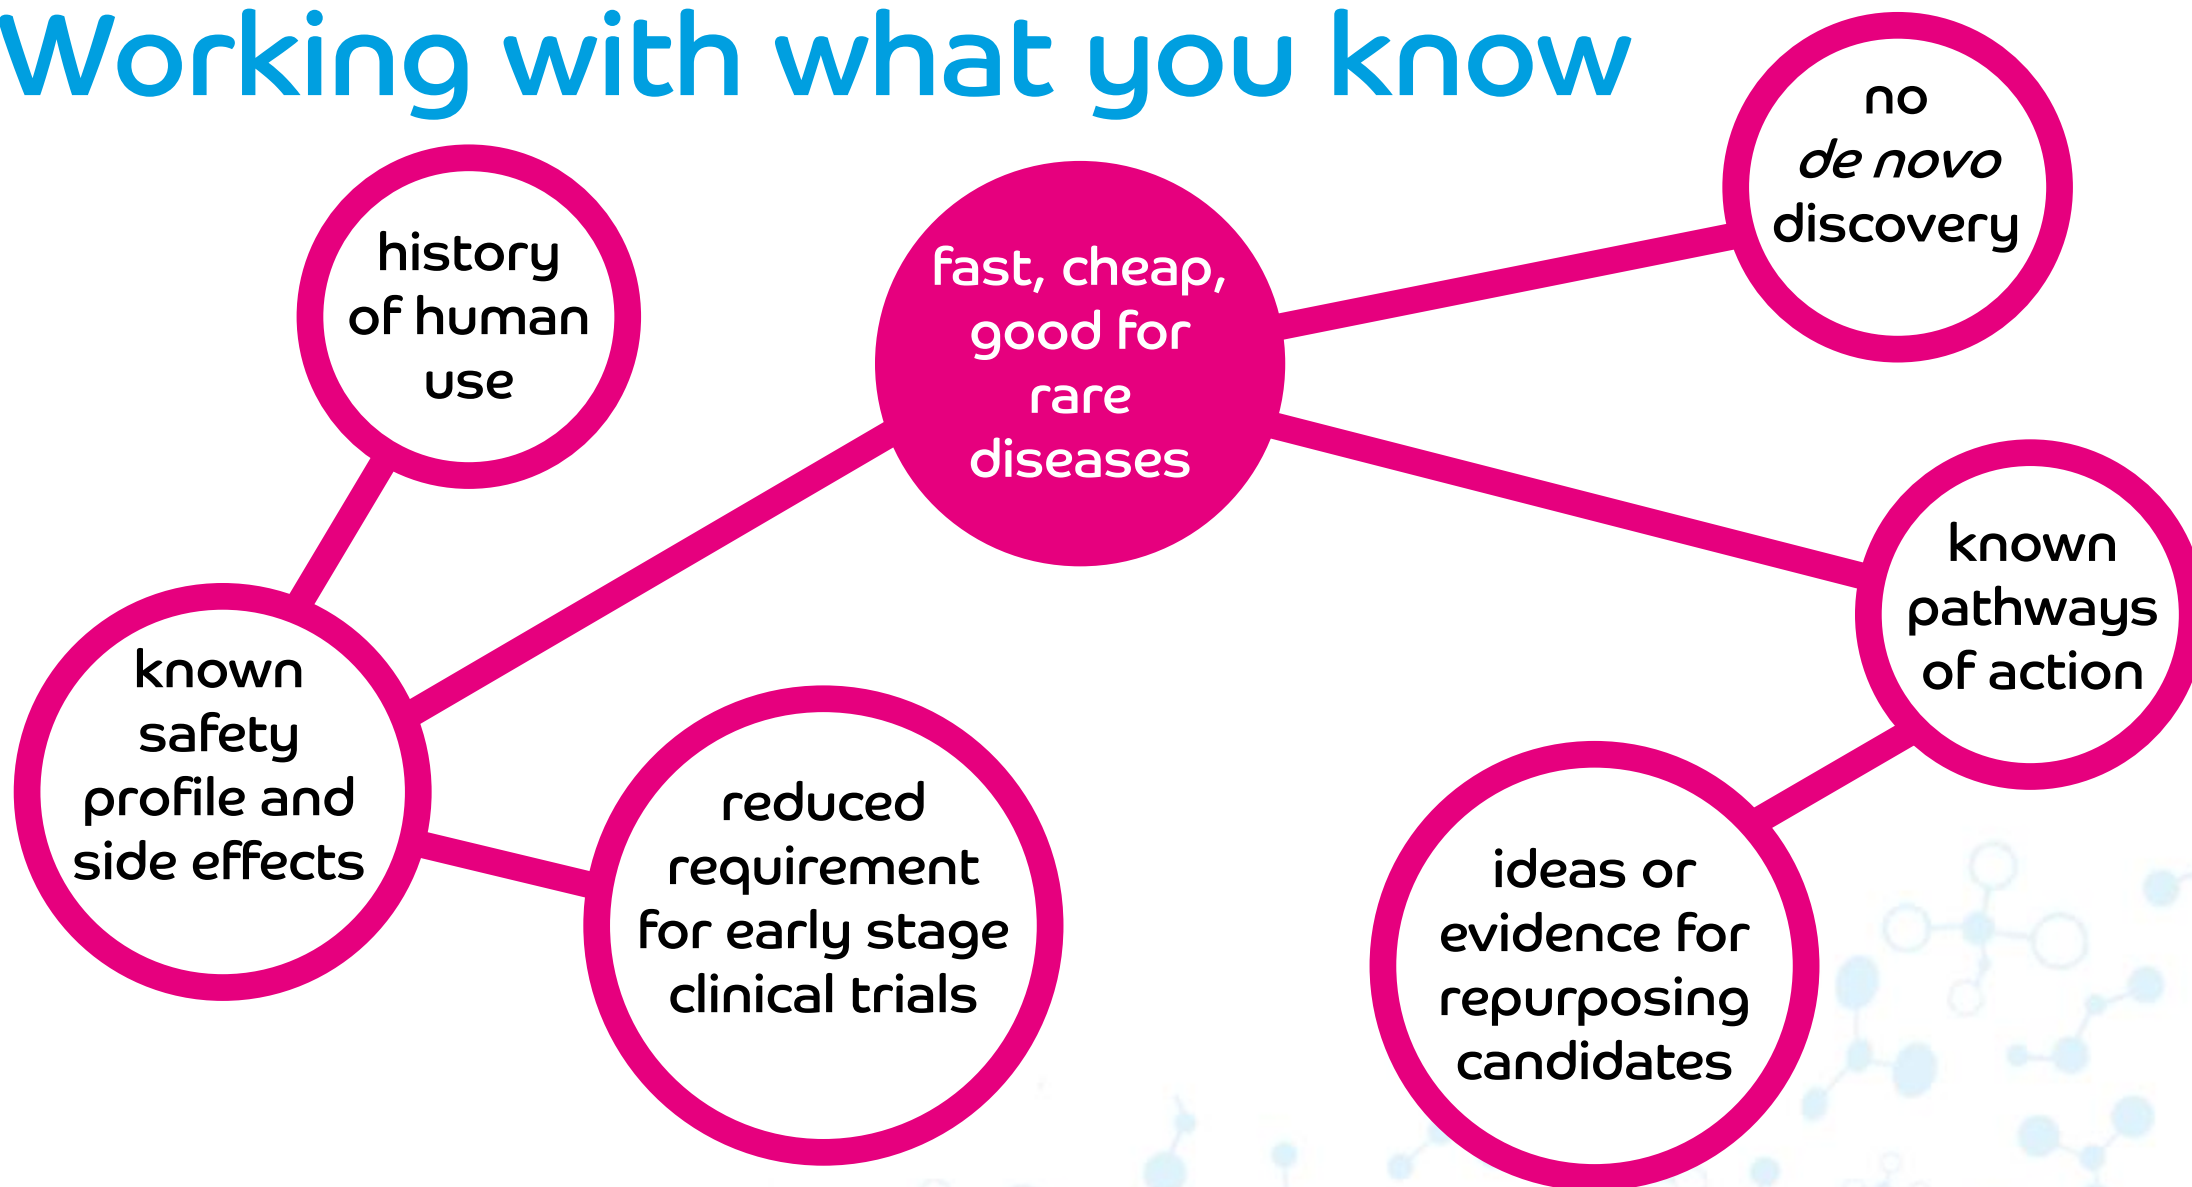 Working with what you know
history
of human
use
fast, cheap,
good for
rare
diseases
no
de novo
discovery
known
pathways
of action
known
safety
profile and
side effects
reduced
requirement
for early stage
clinical trials
ideas or
evidence for
repurposing
candidates